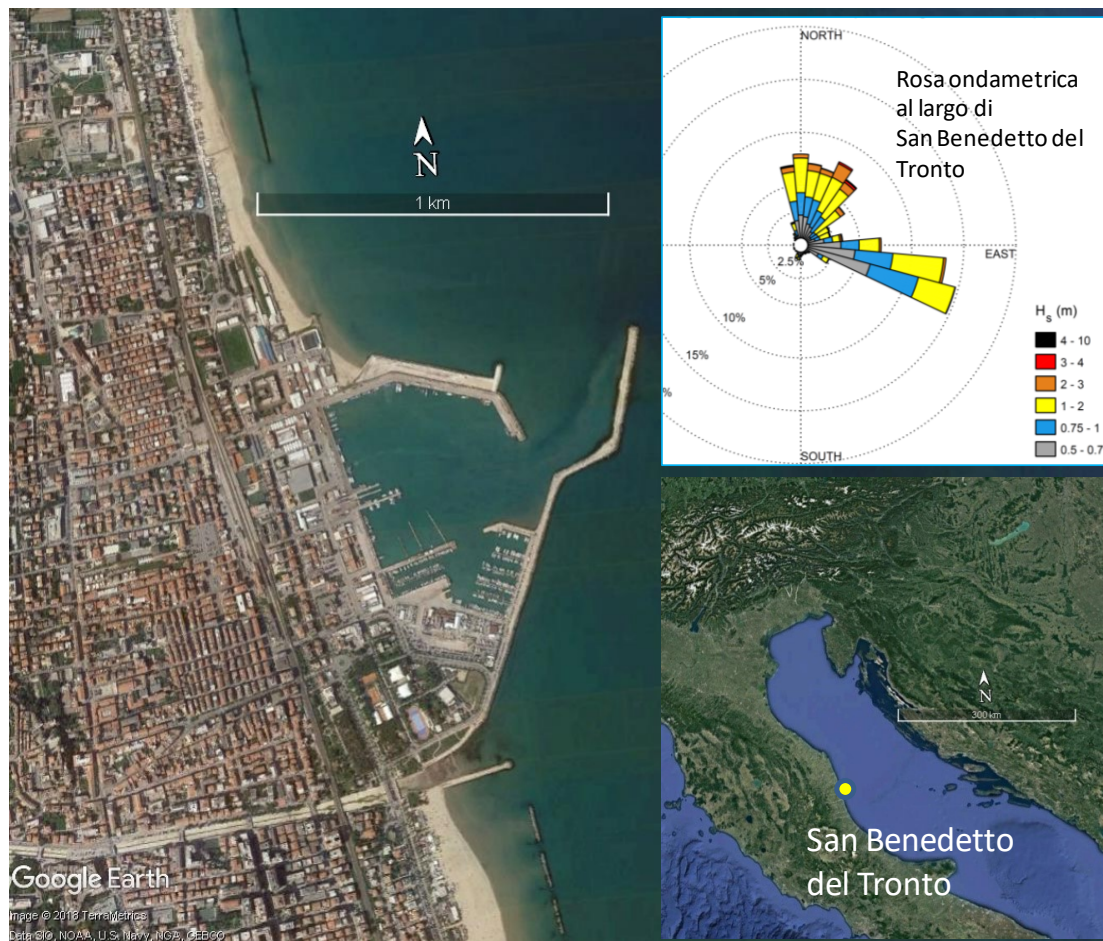 N
1 km
Google Earth
Image © 2018 TerraMetrics
Data SIO, NOAA, U.S. Navy, NGA, GEBCO
NORTH
Rosa ondametrica
al largo di
San Benedetto del
Tronto
EAST
2.5%
5%
10%
15%
%
SOUTH
H_s (m)
4 - 10
3 - 4
2 - 3
1 - 2
0.75 - 1
0.5 - 0.7
N
300 km
San Benedetto
del Tronto